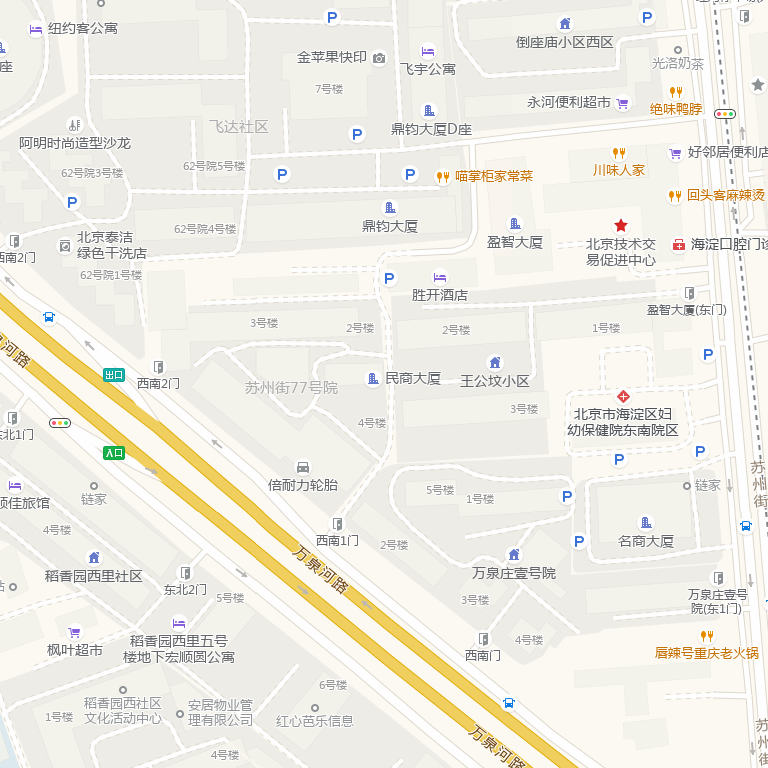 纽约客公寓
座
倒座庙小区西区
金苹果快印
飞宇公寓
光洛奶茶
7号楼
永河便利超市
绝味鸭脖
飞达社区
鼎钧大厦D座
阿明时尚造型沙龙
好邻居便利店
62号院3号楼
62号院5号楼
喵掌柜家常菜
川味人家
回头客麻辣烫
62号院4号楼
鼎钧大厦
盈智大厦
北京泰洁
绿色干洗店
北京技术交
易促进中心
海淀口腔门诊
西南2门
62号院1号楼
胜开酒店
盈智大厦(东门)
3号楼
2号楼
2号楼
1号楼
泉河路
出口
西南2门
苏州街77号院
民商大厦
王公坟小区
3号楼
4号楼
北京市海淀区妇
幼保健院东南院区
东北1门
入口
苏州街
倍耐力轮胎
链家
顺佳旅馆
5号楼
1号楼
链家
4号楼
西南1门
2号楼
名商大厦
稻香园西里社区
万泉河路
万泉庄壹号院
东北2门
5号楼
3号楼
万泉庄壹号
院(东1门)
枫叶超市
稻香园西里五号
楼地下宏顺圆公寓
4号楼
西南门
唇辣号重庆老火锅
6号楼
稻香园西社区
文化活动中心
1号楼
安居物业管
理有限公司
红心芭乐信息
万泉河路
苏州街
4号楼